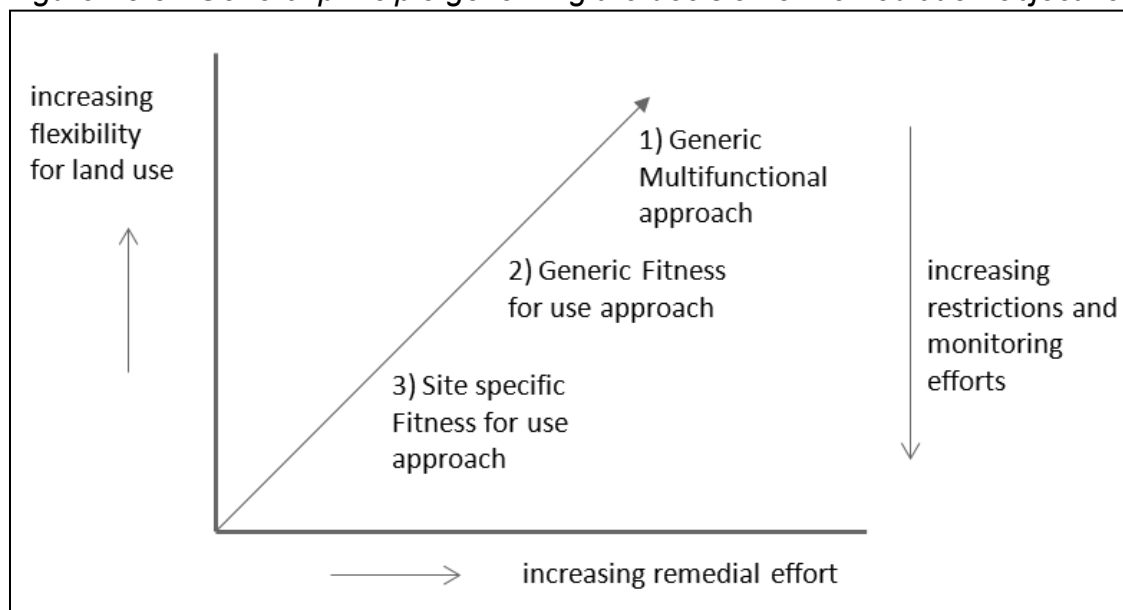 increasing
flexibility
for land use
1) Generic
Multifunctional
approach
2) Generic Fitness
for use approach
3) Site specific
Fitness for use
approach
increasing
restrictions and
monitoring
efforts
increasing remedial effort